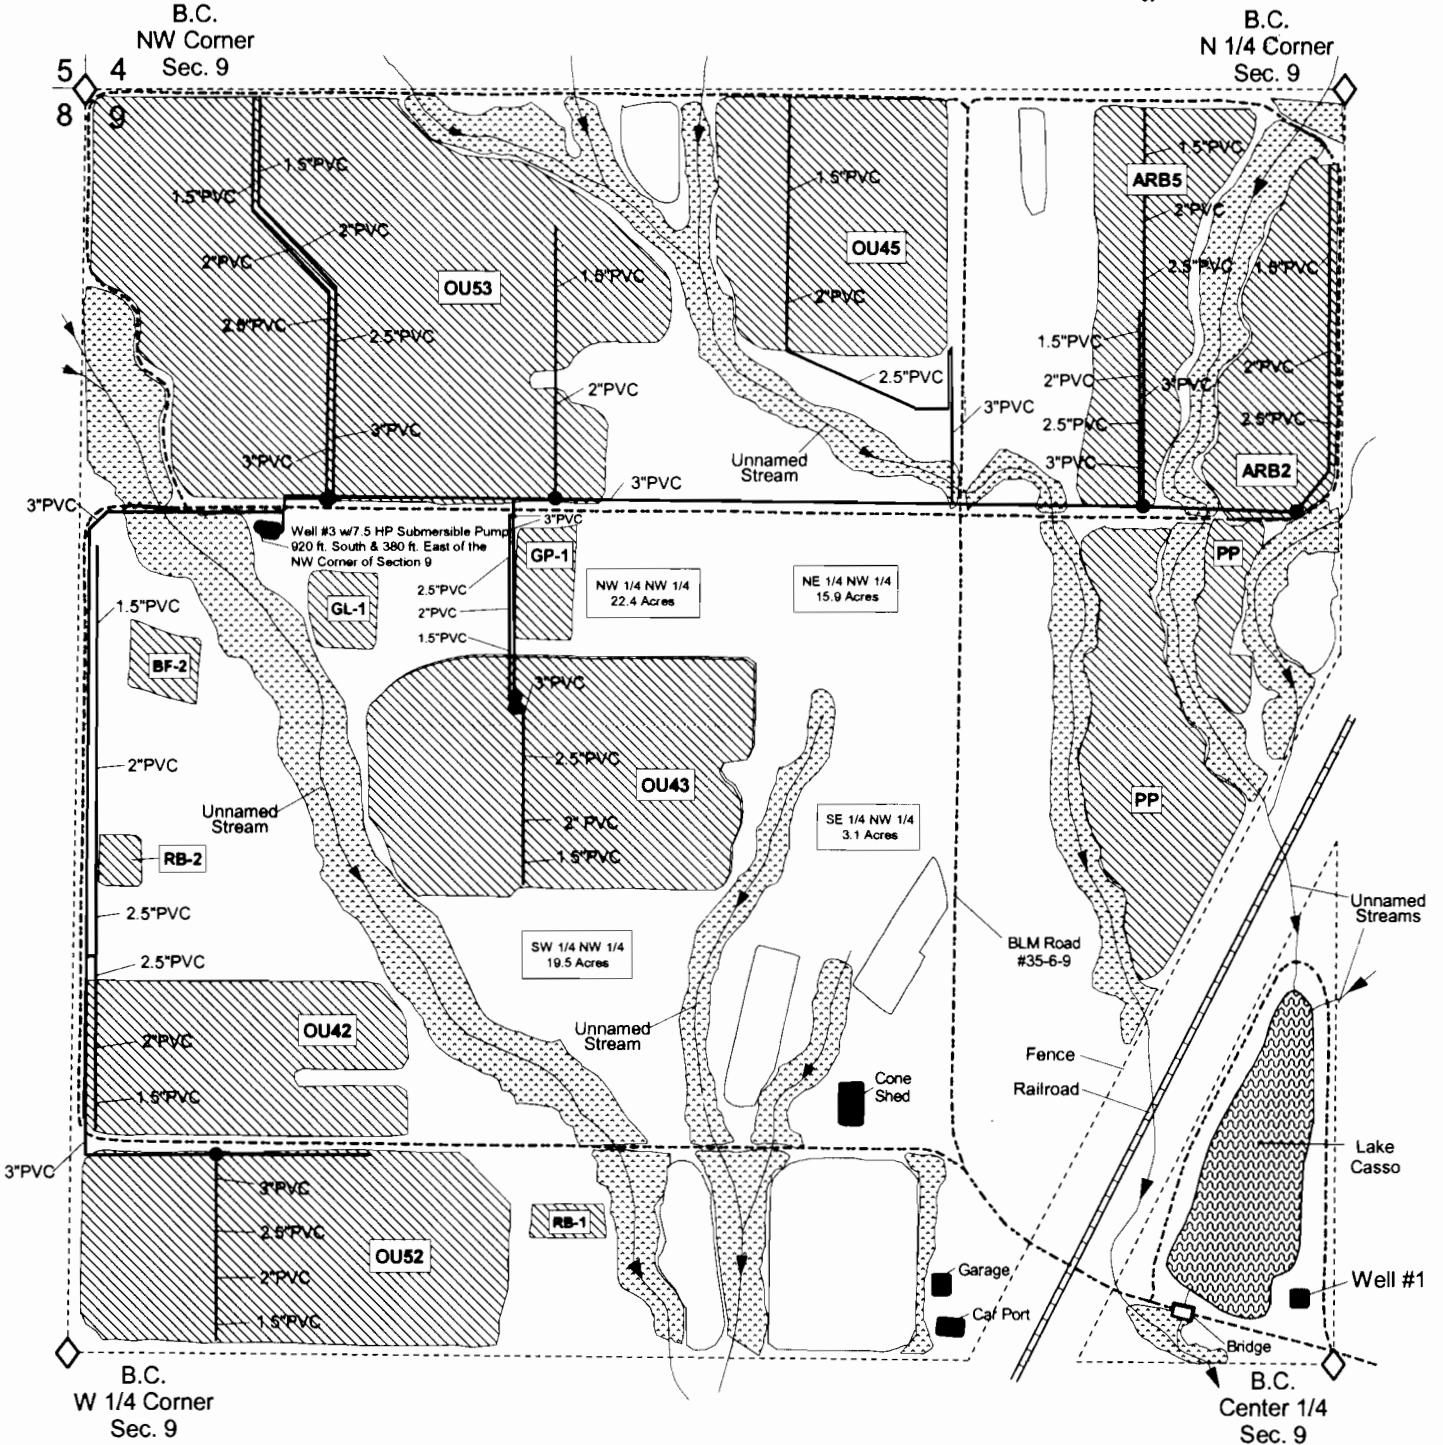 B.C.
NW Corner
Sec. 9
B.C.
N 1/4 Corner
Sec. 9
5 4
8 9
1.5"PVC
1.5"PVC
2"PVC
2"PVC
OU53
2.5"PVC
2.5"PVC
3"PVC
3"PVC
1.5"PVC
2"PVC
1.5"PVC
OU45
2"PVC
2.5"PVC
3"PVC
Unnamed
Stream
3"PVC
1.5"PVC
ARB5
2"PVC
2.5"PVC
1.5"PVC
1.5"PVC
2"PVC
3"PVC
2"PVC
2.5"PVC
2.5"PVC
3"PVC
ARB2
3"PVC
Well #3 w/7.5 HP Submersible Pump
920 ft. South & 380 ft. East of the
NW Corner of Section 9
3"PVC
GP-1
2.5"PVC
2"PVC
1.5"PVC
NW 1/4 NW 1/4
22.4 Acres
NE 1/4 NW 1/4
15.9 Acres
PP
1.5"PVC
GL-1
BF-2
3"PVC
2"PVC
2.5"PVC
OU43
2" PVC
1.5"PVC
PP
Unnamed
Stream
SE 1/4 NW 1/4
3.1 Acres
RB-2
2.5"PVC
2.5"PVC
SW 1/4 NW 1/4
19.5 Acres
BLM Road
#35-6-9
Unnamed
Streams
OU42
2"PVC
1.5"PVC
Unnamed
Stream
Fence
Railroad
Cone
Shed
Lake
Casso
3"PVC
3"PVC
2.5"PVC
OU52
2"PVC
1.5"PVC
RB-1
Garage
Car Port
Well #1
Bridge
B.C.
W 1/4 Corner
Sec. 9
B.C.
Center 1/4
Sec. 9